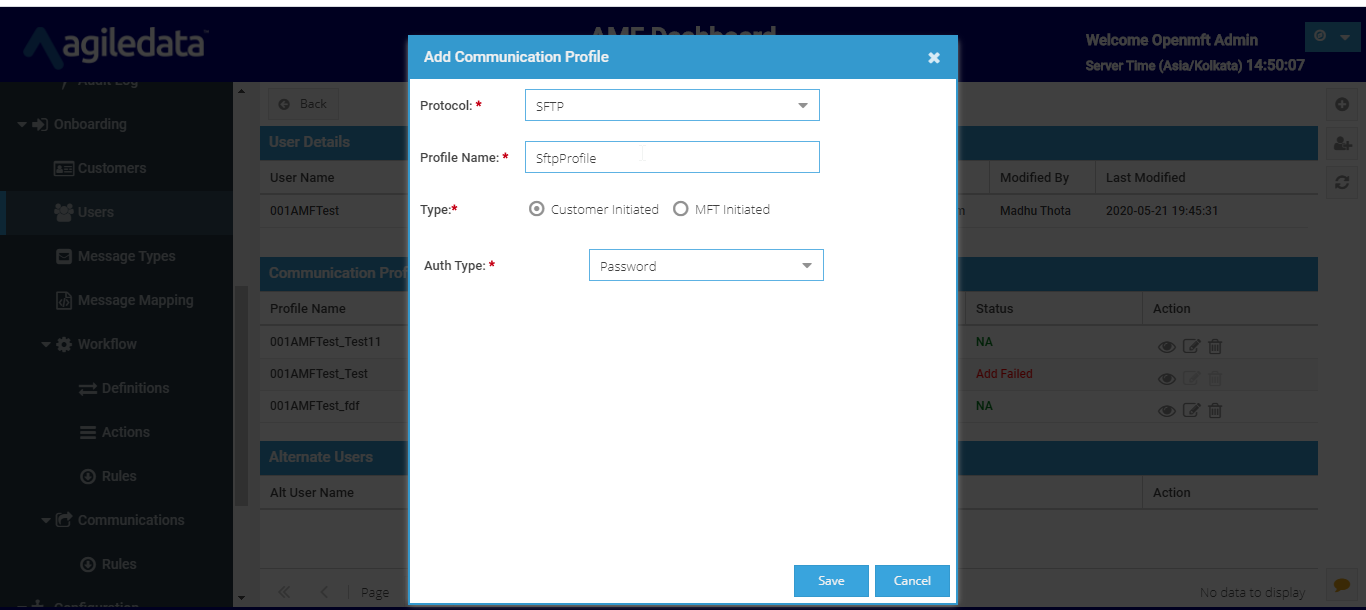 agiledata
AMF Dashboard
Welcome Openmft Admin
Server Time (Asia/Kolkata) 14:50:07
Audit Log
Onboarding
Customers
Users
Message Types
Message Mapping
Workflow
Definitions
Actions
Rules
Communications
Rules
Configuration
Back
User Details
User Name
Modified By
Last Modified
001AMFTest
m
Madhu Thota
2020-05-21 19:45:31
Communication Prof
Profile Name
Status
Action
001AMFTest_Test11
NA
001AMFTest_Test
Add Failed
001AMFTest_fdf
NA
Alternate Users
Alt User Name
Action
Page
No data to display
Add Communication Profile
Protocol: *
SFTP
Profile Name: *
SftpProfile
Type:*
Customer Initiated
MFT Initiated
Auth Type: *
Password
Save
Cancel